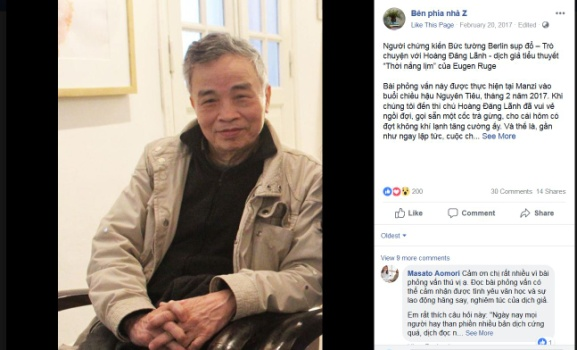 Bên phía nhà Z
Like This Page · February 20, 2017 · Edited ·
Người chứng kiến Bức tường Berlin sụp đổ – Trò
chuyện với Hoàng Đăng Lãnh - dịch giả tiểu thuyết
"Thời nắng lịm” của Eugen Ruge
Bài phỏng vấn này được thực hiện tại Manzi vào
buổi chiều hậu Nguyên Tiêu, tháng 2 năm 2017. Khi
chúng tôi đến thì chú Hoàng Đăng Lãnh đã vui vẻ
ngồi đợi, gọi sẵn một cốc trà gừng, cho cái hôm có
đợt không khí lạnh tăng cường ấy. Và thế là, gần
như ngay lập tức, cuộc ch... See More
200
30 Comments 14 Shares
Like Comment Share
Oldest
View 9 more comments
Masato Aomori Cảm ơn chị rất nhiều vì bài
phỏng vấn thú vị ạ. Đọc bài phỏng vấn có
thể cảm nhận được tình yêu văn học và sự
lao động hăng say, nghiêm túc của dịch giả.
Em rất thích câu hỏi này: "Ngày nay mọi
người hay than phiền nhiều bản dịch cứng
quá, dịch đọc n...
1